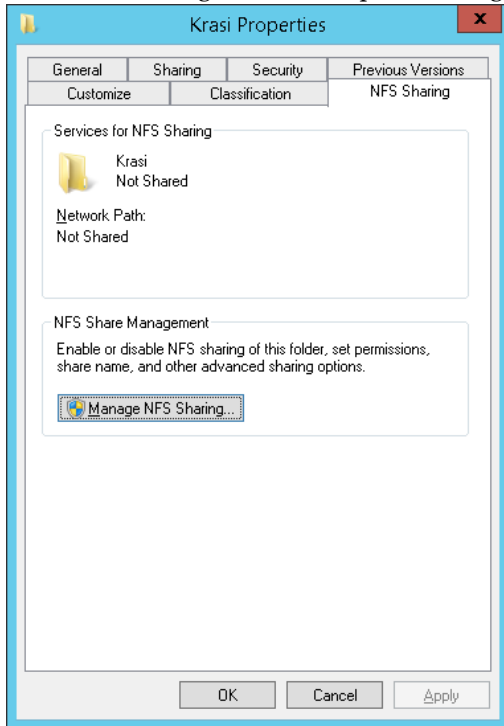 Krasi Properties
x
General Sharing Security Previous Versions
Customize Classification NFS Sharing
Services for NFS Sharing
Krasi
Not Shared
Network Path:
Not Shared
NFS Share Management
Enable or disable NFS sharing of this folder, set permissions,
share name, and other advanced sharing options.
Manage NFS Sharing...
OK Cancel Apply